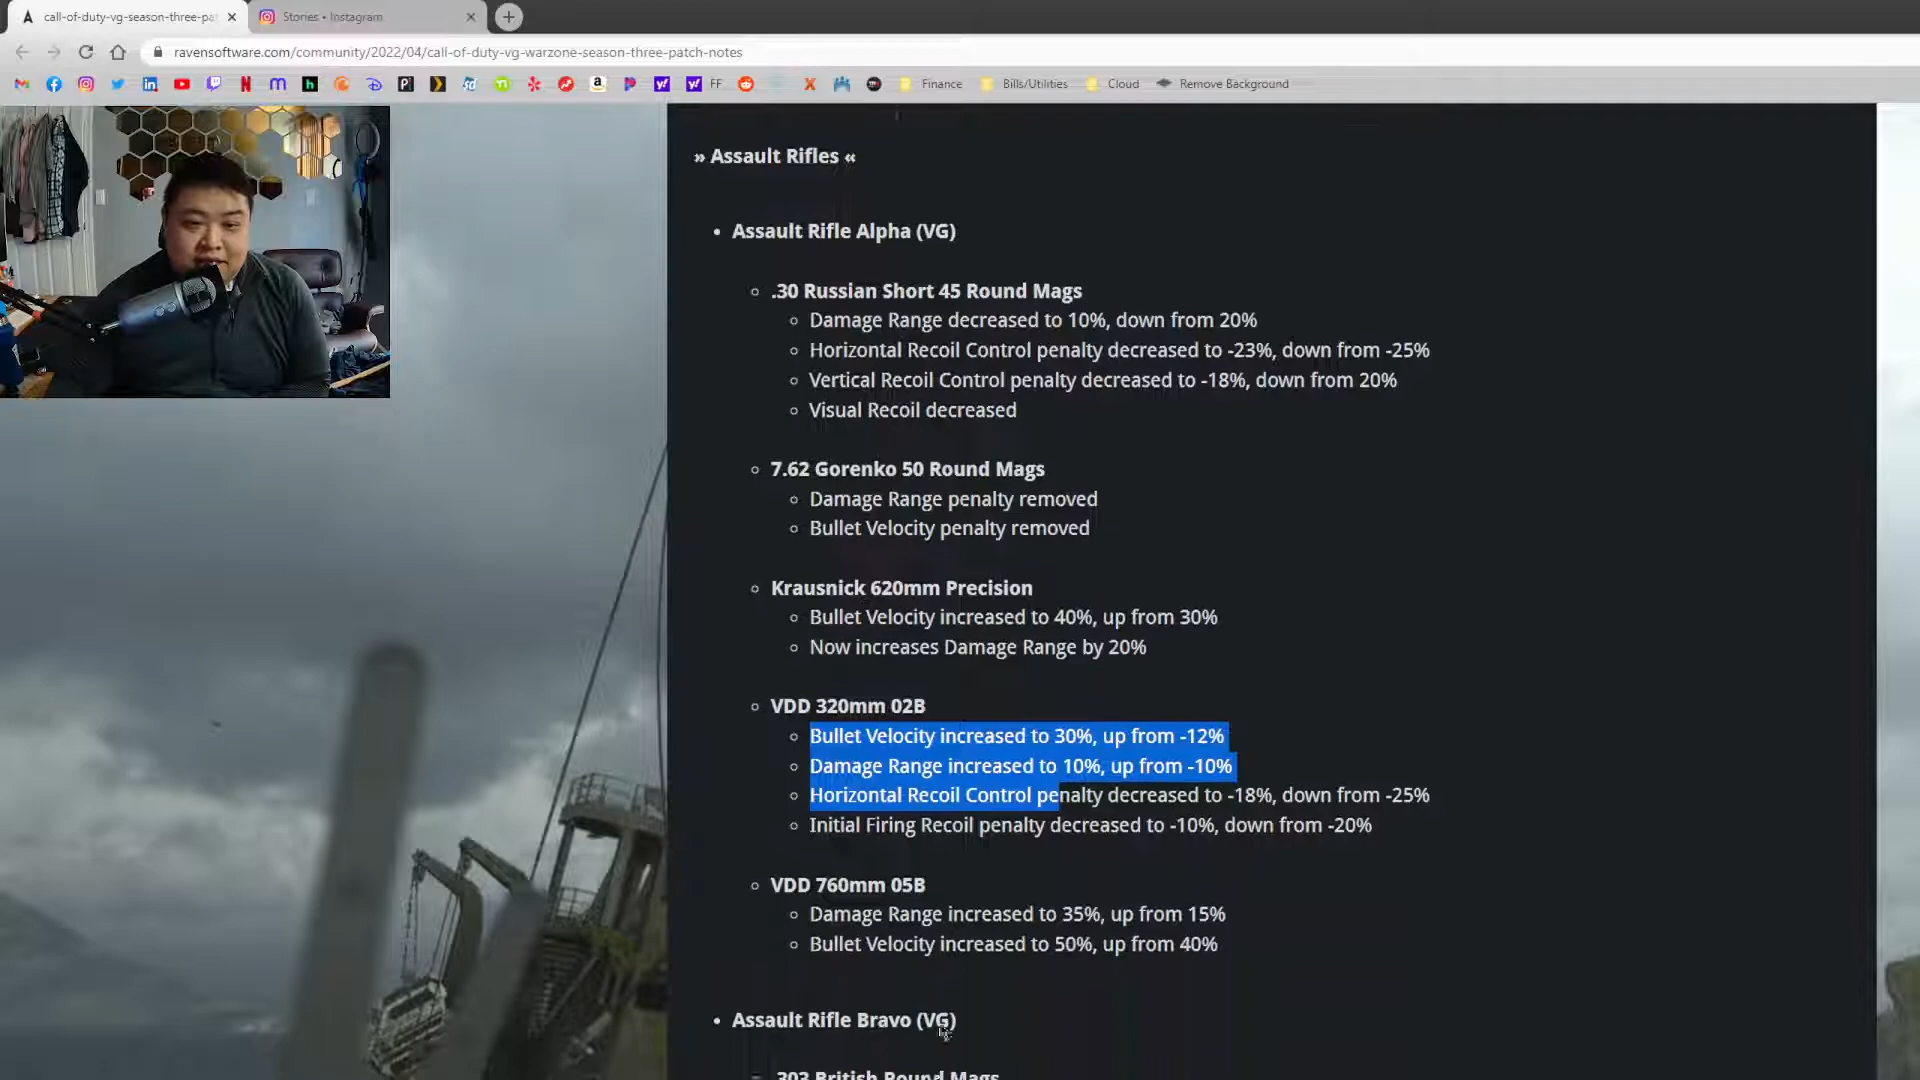 call-of-duty-vg-season-three-pat
Stories • Instagram
ravensoftware.com/community/2022/04/call-of-duty-vg-warzone-season-three-patch-notes
FF
Finance
Bills/Utilities
Cloud
Remove Background
» Assault Rifles «
• Assault Rifle Alpha (VG)
.30 Russian Short 45 Round Mags
Damage Range decreased to 10%, down from 20%
Horizontal Recoil Control penalty decreased to -23%, down from -25%
Vertical Recoil Control penalty decreased to -18%, down from 20%
Visual Recoil decreased
7.62 Gorenko 50 Round Mags
Damage Range penalty removed
Bullet Velocity penalty removed
Krausnick 620mm Precision
Bullet Velocity increased to 40%, up from 30%
Now increases Damage Range by 20%
VDD 320mm 02B
Bullet Velocity increased to 30%, up from -12%
Damage Range increased to 10%, up from -10%
Horizontal Recoil Control penalty decreased to -18%, down from -25%
Initial Firing Recoil penalty decreased to -10%, down from -20%
VDD 760mm 05B
Damage Range increased to 35%, up from 15%
Bullet Velocity increased to 50%, up from 40%
• Assault Rifle Bravo (VG)
.303 British Round Mags